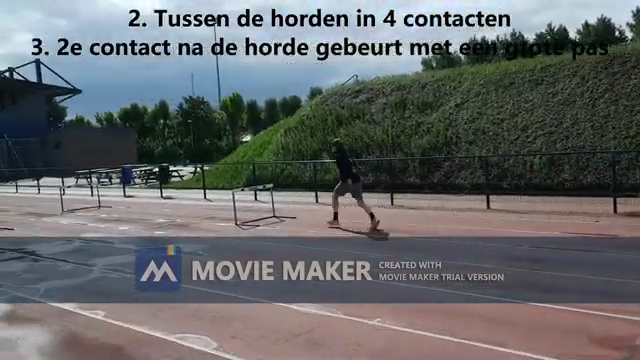 2. Tussen de horden in 4 contacten
3. 2e contact na de horde gebeurt met een grote pas
MOVIE MAKER
CREATED WITH
MOVIE MAKER TRIAL VERSION